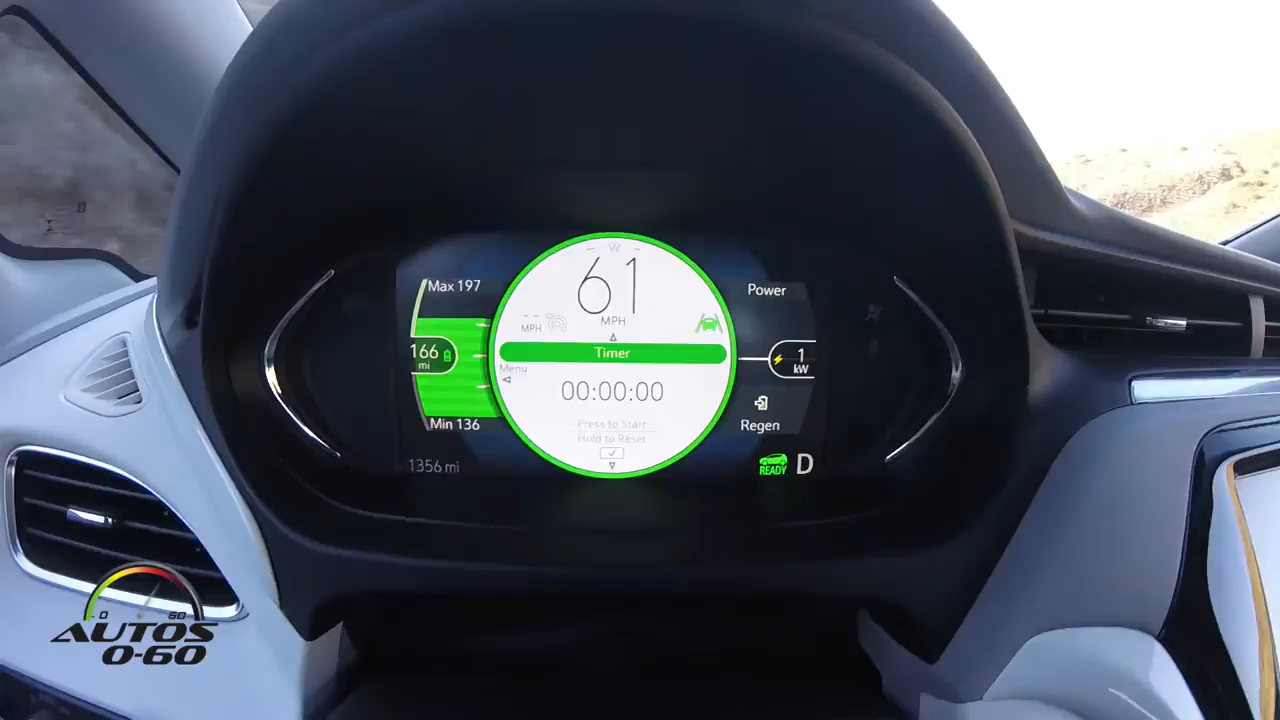 - W -
61
MPH
-- MPH
Timer
Menu
00:00:00
Press to Start
Hold to Reset
Max 197
166
mi
Min 136
1356 mi
Power
1
kW
Regen
READY
D
0 60
AUTOS
0-60